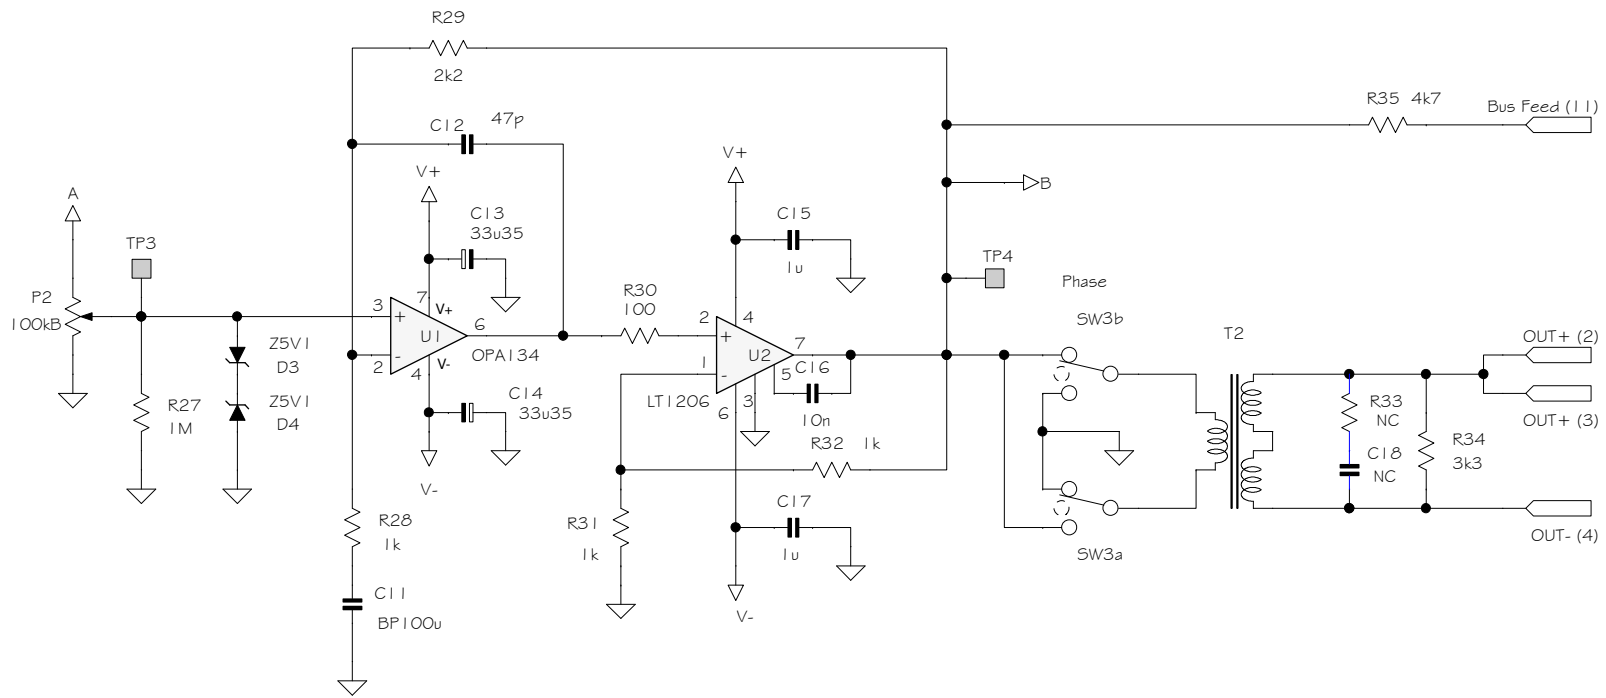 R29
2k2
R35 4k7
Bus Feed (11)
C12
47p
V+
V+
B
A
C13
33u35
C15
1u
TP3
TP4
Phase
P2
100kB
3
7
V+
R30
100
2
4
SW3b
T2
OUT+ (2)
+
U1
6
OPA134
+
U2
7
Z5V1
D3
-
2
V-
4
1
-
5
C16
LT1206
6
3
10n
R27
1M
Z5V1
D4
C14
33u35
R33
NC
OUT+ (3)
R32 1k
R34
3k3
C18
NC
V-
R28
1k
R31
1k
C17
1u
SW3a
OUT- (4)
C11
BP100u
V-